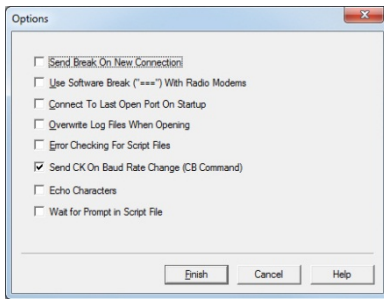 Options
Send Break On New Connection
Use Software Break ("===") With Radio Modems
Connect To Last Open Port On Startup
Overwrite Log Files When Opening
Error Checking For Script Files
Send CK On Baud Rate Change (CB Command)
Echo Characters
Wait for Prompt in Script File
Finish Cancel Help